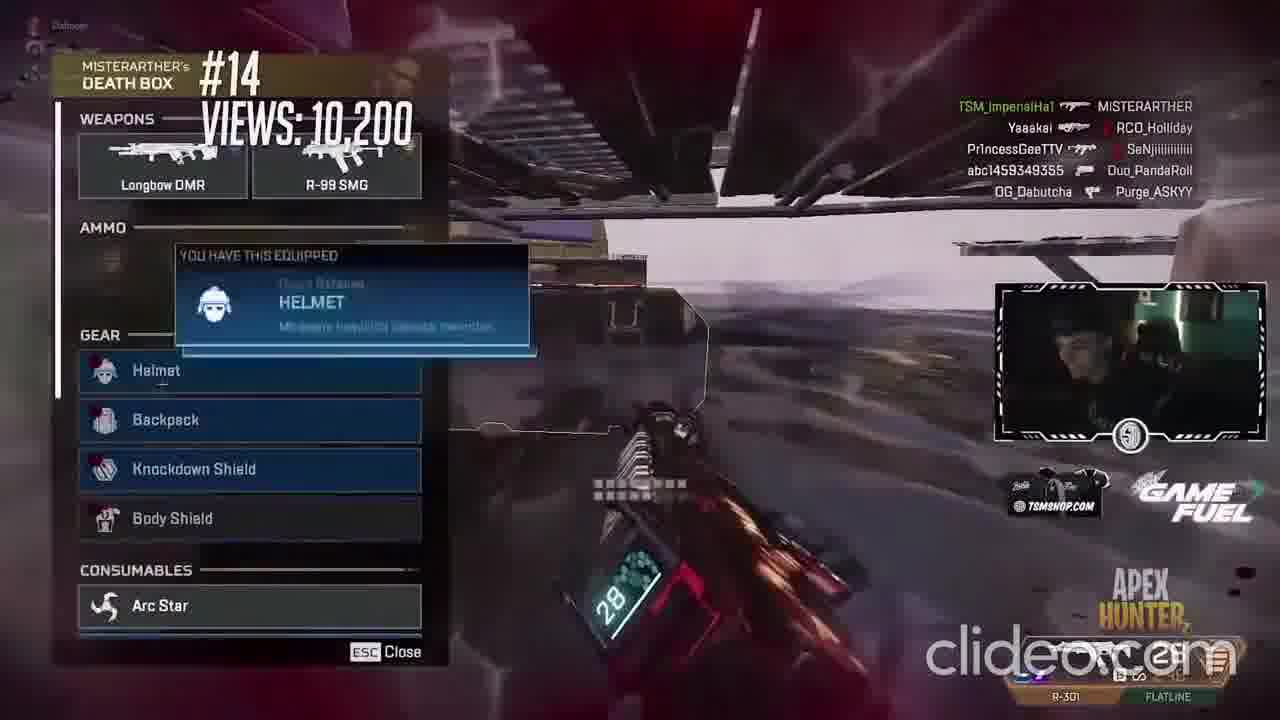 MISTERARTHER's
DEATH BOX
#14
VIEWS: 10,200
WEAPONS
Longbow DMR
R-99 SMG
AMMO
YOU HAVE THIS EQUIPPED
HELMET
GEAR
Helmet
Backpack
Knockdown Shield
Body Shield
CONSUMABLES
Arc Star
ESC Close
TSM_ImperialHal MISTERARTHER
Yaaakai RCO_Holliday
Pr1ncessGeeTTV SeNjiiiiiiiiiii
abc1459349355 Duo_PandaRoll
OG_Dabutcha Purge_ASKYY
TSMSHOP.COM
GAME
FUEL
28
APEX
HUNTERZ
clideo.com
28
R-301 FLATLINE